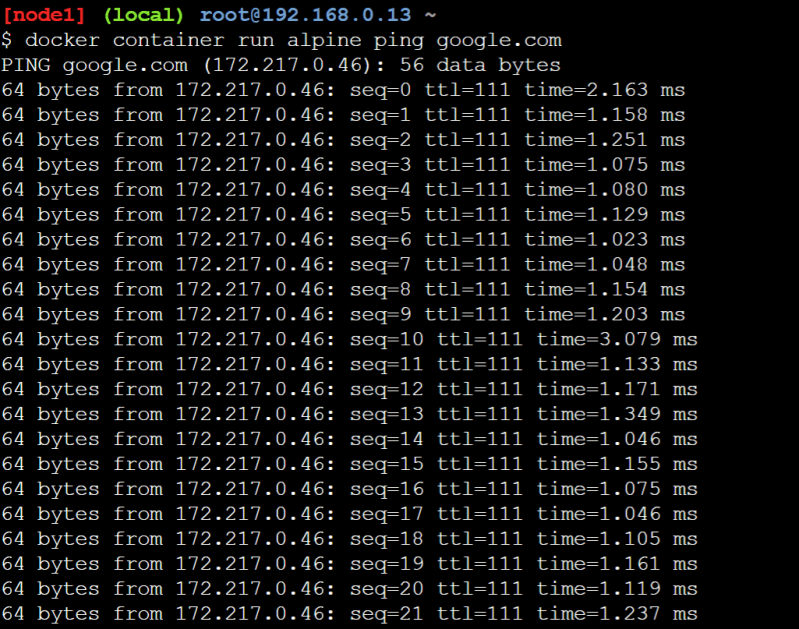 [node1] (local) root@192.168.0.13 ~
$ docker container run alpine ping google.com
PING google.com (172.217.0.46): 56 data bytes
64 bytes from 172.217.0.46: seq=0 ttl=111 time=2.163 ms
64 bytes from 172.217.0.46: seq=1 ttl=111 time=1.158 ms
64 bytes from 172.217.0.46: seq=2 ttl=111 time=1.251 ms
64 bytes from 172.217.0.46: seq=3 ttl=111 time=1.075 ms
64 bytes from 172.217.0.46: seq=4 ttl=111 time=1.080 ms
64 bytes from 172.217.0.46: seq=5 ttl=111 time=1.129 ms
64 bytes from 172.217.0.46: seq=6 ttl=111 time=1.023 ms
64 bytes from 172.217.0.46: seq=7 ttl=111 time=1.048 ms
64 bytes from 172.217.0.46: seq=8 ttl=111 time=1.154 ms
64 bytes from 172.217.0.46: seq=9 ttl=111 time=1.203 ms
64 bytes from 172.217.0.46: seq=10 ttl=111 time=3.079 ms
64 bytes from 172.217.0.46: seq=11 ttl=111 time=1.133 ms
64 bytes from 172.217.0.46: seq=12 ttl=111 time=1.171 ms
64 bytes from 172.217.0.46: seq=13 ttl=111 time=1.349 ms
64 bytes from 172.217.0.46: seq=14 ttl=111 time=1.046 ms
64 bytes from 172.217.0.46: seq=15 ttl=111 time=1.155 ms
64 bytes from 172.217.0.46: seq=16 ttl=111 time=1.075 ms
64 bytes from 172.217.0.46: seq=17 ttl=111 time=1.046 ms
64 bytes from 172.217.0.46: seq=18 ttl=111 time=1.105 ms
64 bytes from 172.217.0.46: seq=19 ttl=111 time=1.161 ms
64 bytes from 172.217.0.46: seq=20 ttl=111 time=1.119 ms
64 bytes from 172.217.0.46: seq=21 ttl=111 time=1.237 ms